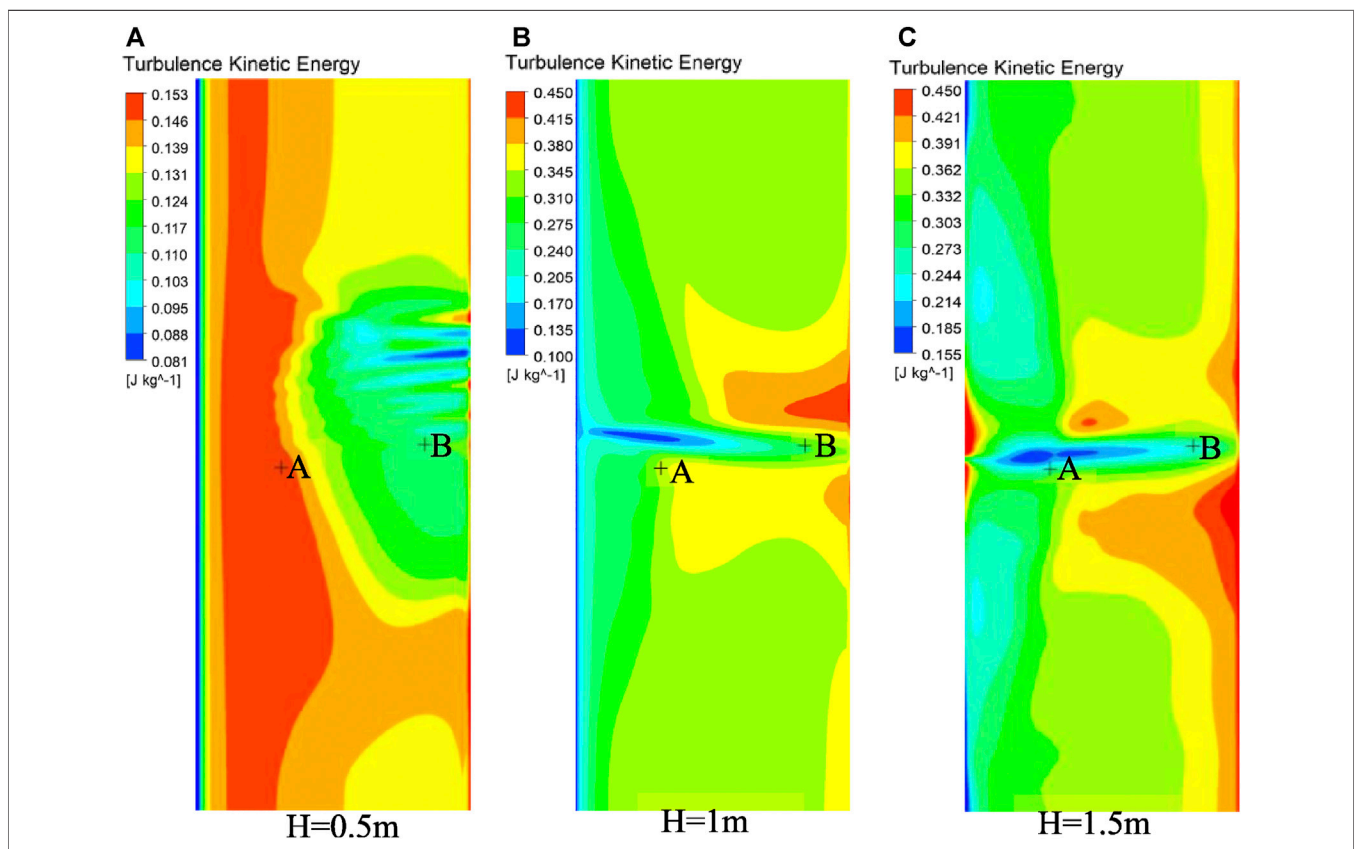 A
Turbulence Kinetic Energy
0.153
0.146
0.139
0.131
0.124
0.117
0.110
0.103
0.095
0.088
0.081
[J kg^-1]
A
B
H=0.5m
B
Turbulence Kinetic Energy
0.450
0.415
0.380
0.345
0.310
0.275
0.240
0.205
0.170
0.135
0.100
[J kg^-1]
A
B
H=1m
C
Turbulence Kinetic Energy
0.450
0.421
0.391
0.362
0.332
0.303
0.273
0.244
0.214
0.185
0.155
[J kg^-1]
A
B
H=1.5m